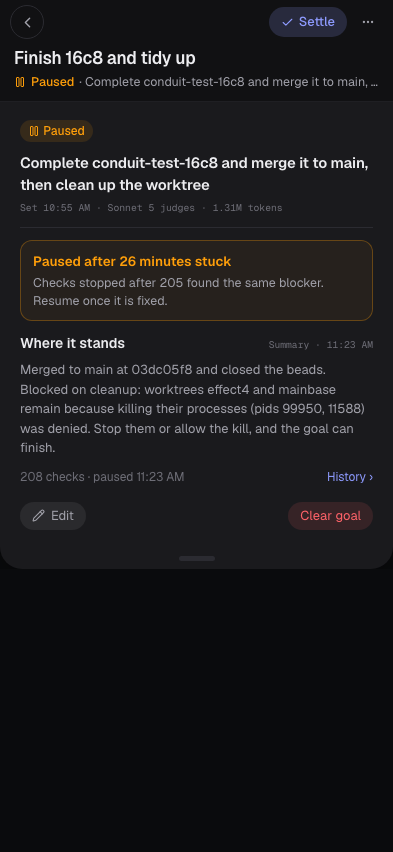 Settle
Finish 16c8 and tidy up
Paused · Complete conduit-test-16c8 and merge it to main, …
Paused
Complete conduit-test-16c8 and merge it to main,
then clean up the worktree
Set 10:55 AM · Sonnet 5 judges · 1.31M tokens
Paused after 26 minutes stuck
Checks stopped after 205 found the same blocker.
Resume once it is fixed.
Where it stands
Summary · 11:23 AM
Merged to main at 03dc05f8 and closed the beads.
Blocked on cleanup: worktrees effect4 and mainbase
remain because killing their processes (pids 99950, 11588)
was denied. Stop them or allow the kill, and the goal can
finish.
208 checks · paused 11:23 AM
History ›
Edit
Clear goal